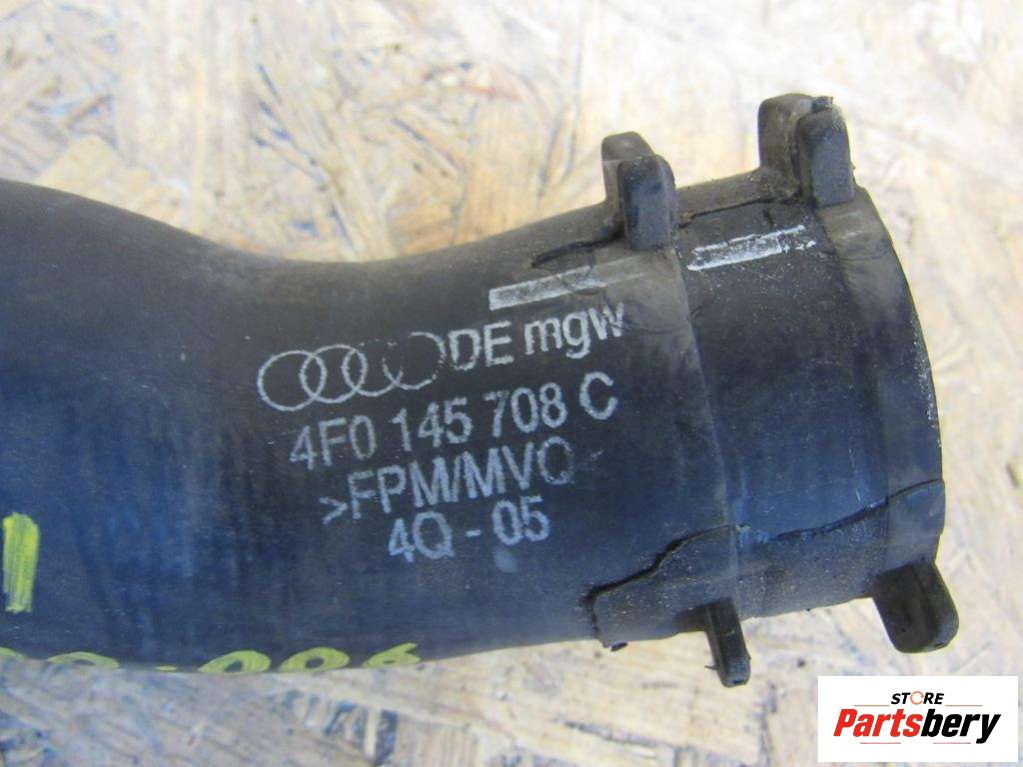 DE mgw
4F0 145 708 C
>FPM/MVQ
4Q - 05
STORE
Partsbery